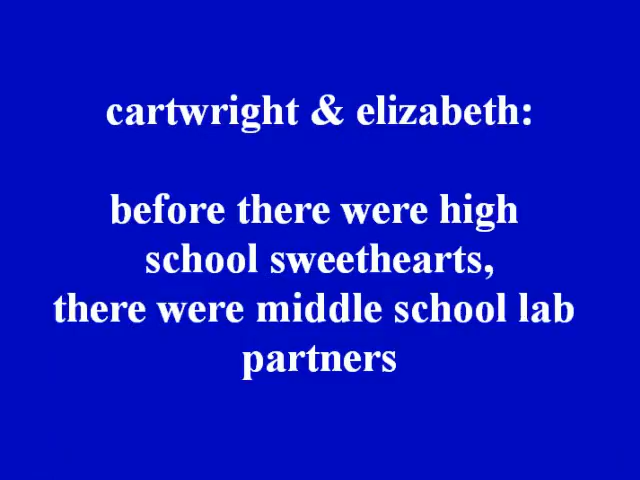 cartwright & elizabeth:
before there were high
school sweethearts,
there were middle school lab
partners